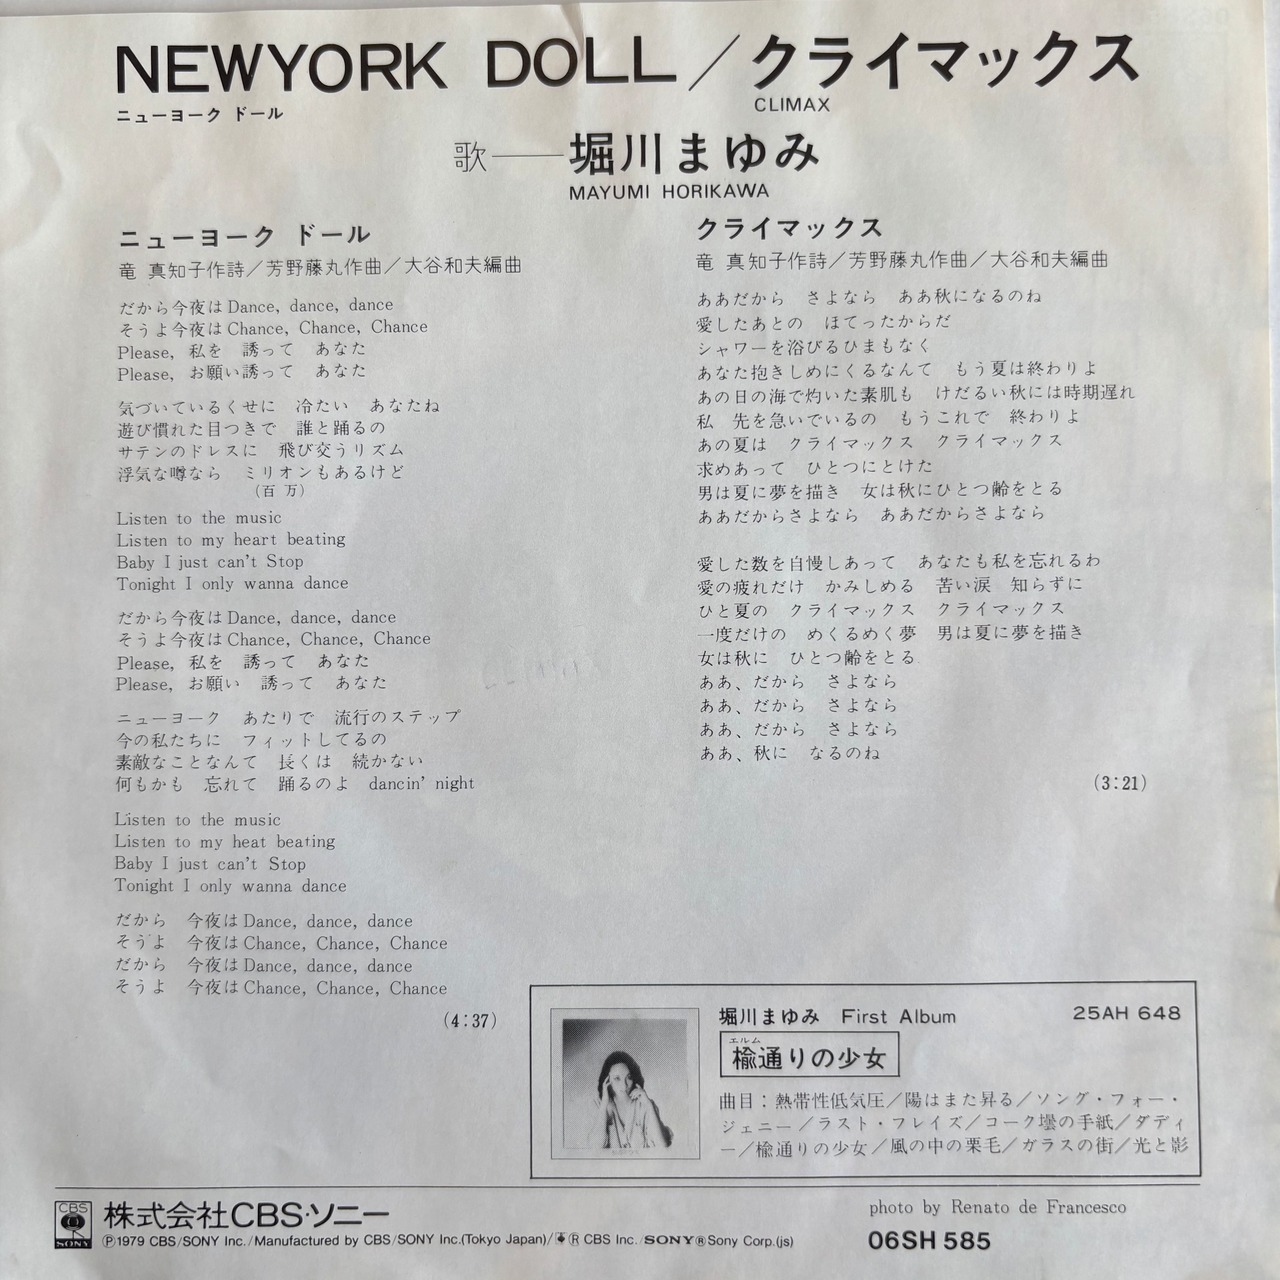 NEWYORK DOLL／クライマックス
ニューヨーク ドール
CLIMAX
歌──堀川まゆみ
MAYUMI HORIKAWA
ニューヨーク ドール
竜 真知子作詩／芳野藤丸作曲／大谷和夫編曲
だから今夜はDance, dance, dance
そうよ今夜はChance, Chance, Chance
Please, 私を 誘って あなた
Please, お願い誘って あなた
気づいているくせに 冷たい あなたね
遊び慣れた目つきで 誰と踊るの
サテンのドレスに 飛び交うリズム
浮気な噂なら ミリオンもあるけど
(百万)
Listen to the music
Listen to my heart beating
Baby I just can't Stop
Tonight I only wanna dance
だから今夜はDance, dance, dance
そうよ今夜はChance, Chance, Chance
Please, 私を 誘って あなた
Please, お願い 誘って あなた
ニューヨーク あたりで 流行のステップ
今の私たちに フィットしてるの
素敵なことなんて 長くは 続かない
何もかも 忘れて 踊るのよ dancin' night
Listen to the music
Listen to my heat beating
Baby I just can't Stop
Tonight I only wanna dance
だから 今夜はDance, dance, dance
そうよ 今夜はChance, Chance, Chance
だから 今夜はDance, dance, dance
そうよ 今夜はChance, Chance, Chance
(4:37)
クライマックス
竜 真知子作詩／芳野藤丸作曲／大谷和夫編曲
ああだから さよなら ああ秋になるのね
愛したあとの ほてったからだ
シャワーを浴びるひまもなく
あなた抱きしめにくるなんて もう夏は終わりよ
あの日の海で灼いた素肌も けだるい秋には時期遅れ
私 先を急いでいるの もうこれで 終わりよ
あの夏は クライマックス クライマックス
求めあって ひとつにとけた
男は夏に夢を描き 女は秋にひとつ齢をとる
ああだからさよなら ああだからさよなら
愛した数を自慢しあって あなたも私を忘れるわ
愛の疲れだけ かみしめる 苦い涙 知らずに
ひと夏の クライマックス クライマックス
一度だけの めくるめく夢 男は夏に夢を描き
女は秋に ひとつ齢をとる
ああ、だから さよなら
ああ、だから さよなら
ああ、だから さよなら
ああ、秋に なるのね
(3:21)
堀川まゆみ First Album 25AH 648
エルム
楡通りの少女
曲目：熱帯性低気圧／陽はまた昇る／ソング・フォー・
ジェニー／ラスト・フレイズ／コーク壜の手紙／ダディ
ー／楡通りの少女／風の中の栗毛／ガラスの街／光と影
CBS
SONY
株式会社CBS・ソニー
photo by Renato de Francesco
℗1979 CBS/SONY Inc./Manufactured by CBS/SONY Inc.(Tokyo Japan)/ ® CBS Inc./SONY®Sony Corp.(js)
06SH 585